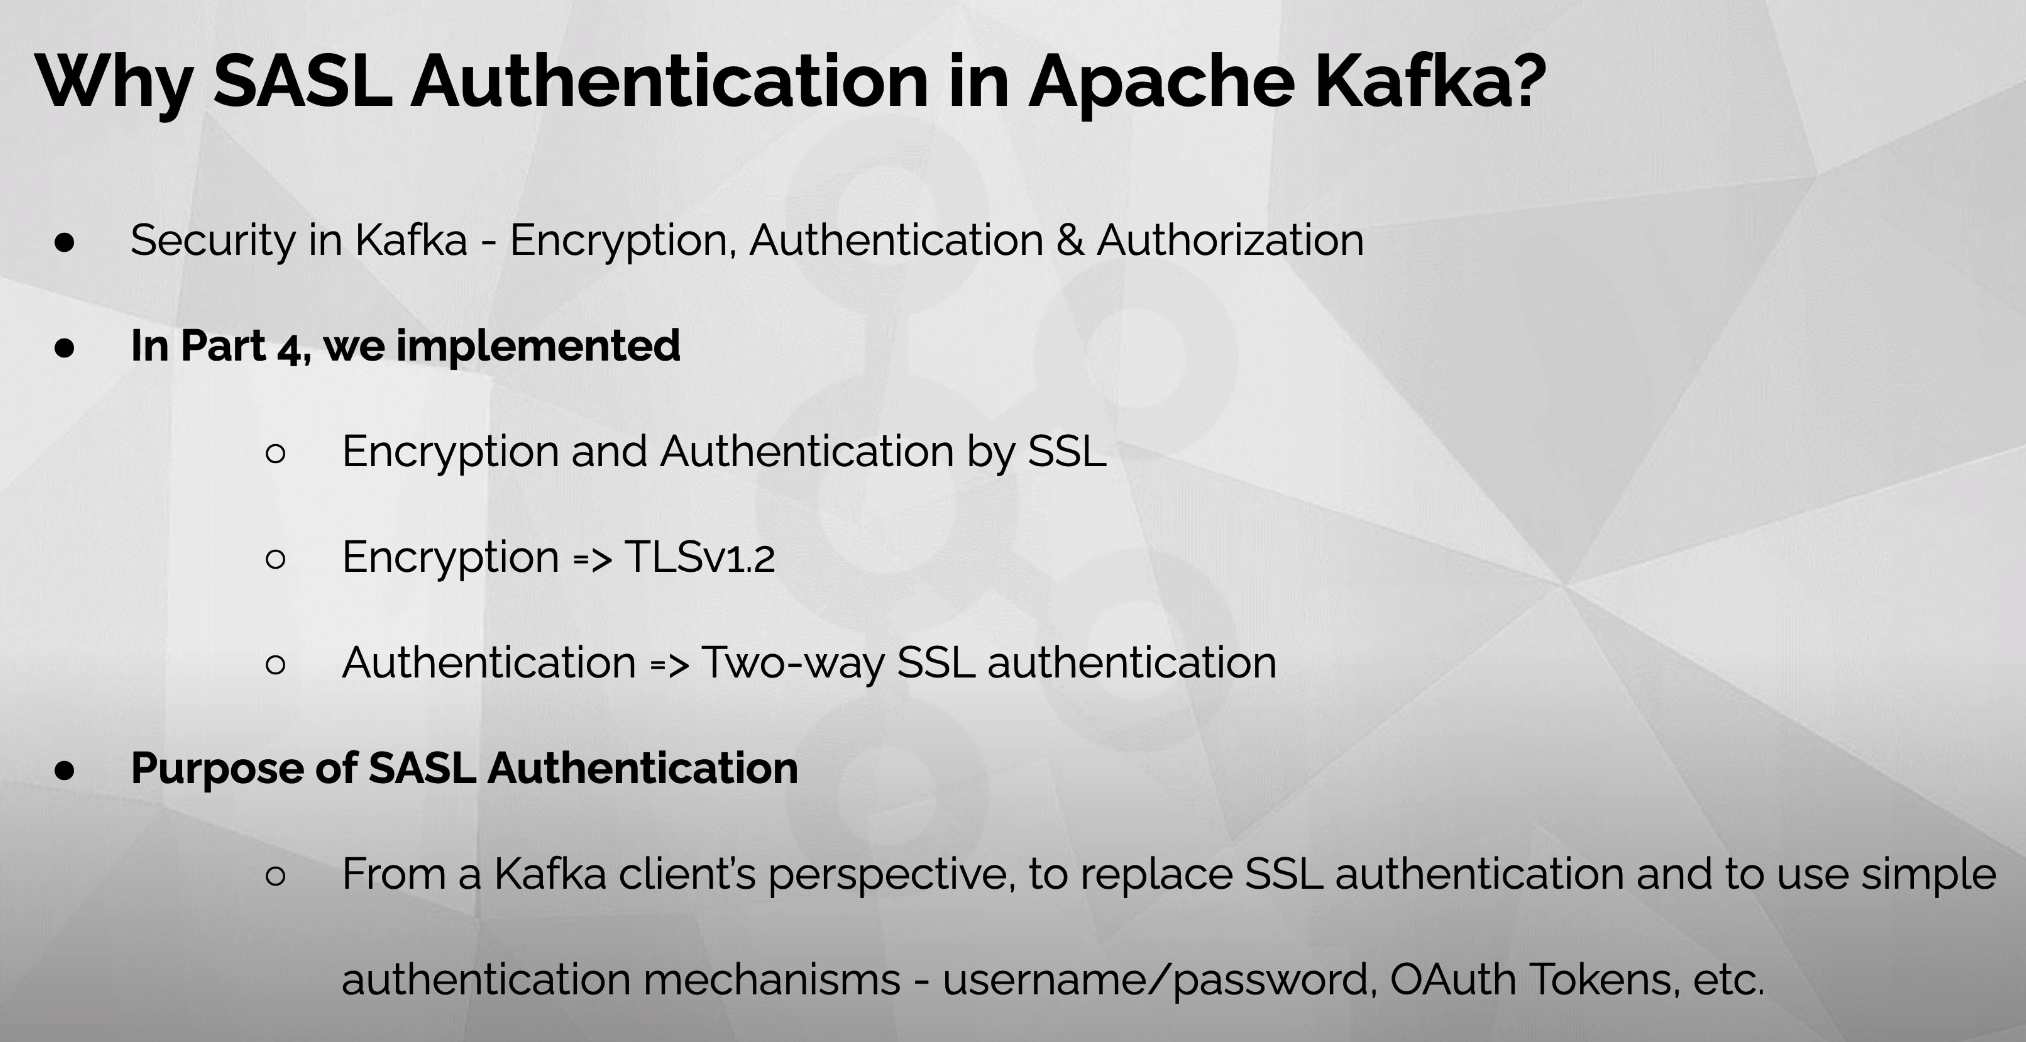 Why SASL Authentication in Apache Kafka?
● Security in Kafka - Encryption, Authentication & Authorization
● In Part 4, we implemented
○ Encryption and Authentication by SSL
○ Encryption => TLSv1.2
○ Authentication => Two-way SSL authentication
● Purpose of SASL Authentication
○ From a Kafka client’s perspective, to replace SSL authentication and to use simple
authentication mechanisms - username/password, OAuth Tokens, etc.